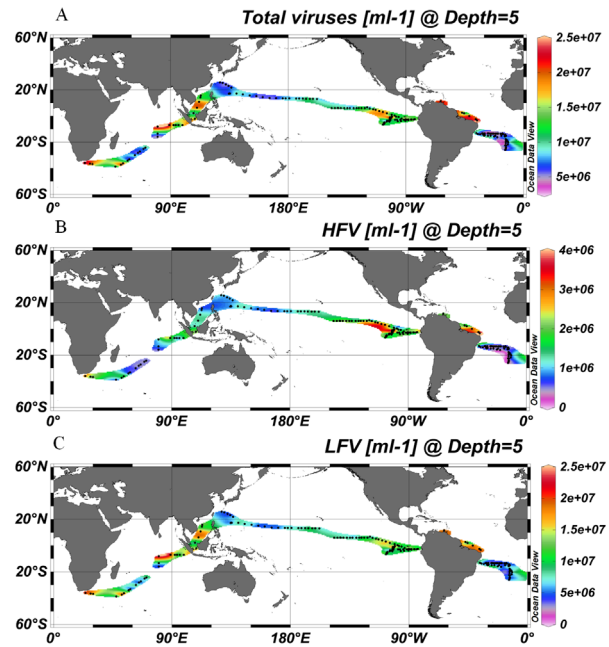 A
Total viruses [ml-1] @ Depth=5
60°N
20°N
20°S
60°S
90°E
180°E
90°W
0°
Ocean Data View
2.5e+07
2e+07
1.5e+07
1e+07
5e+06
B
HFV [ml-1] @ Depth=5
60°N
20°N
20°S
60°S
0°
90°E
180°E
90°W
0°
Ocean Data View
4e+06
3e+06
2e+06
1e+06
0
C
LFV [ml-1] @ Depth=5
60°N
20°N
20°S
60°S
0°
90°E
180°E
90°W
0°
Ocean Data View
2.5e+07
2e+07
1.5e+07
1e+07
5e+06
0